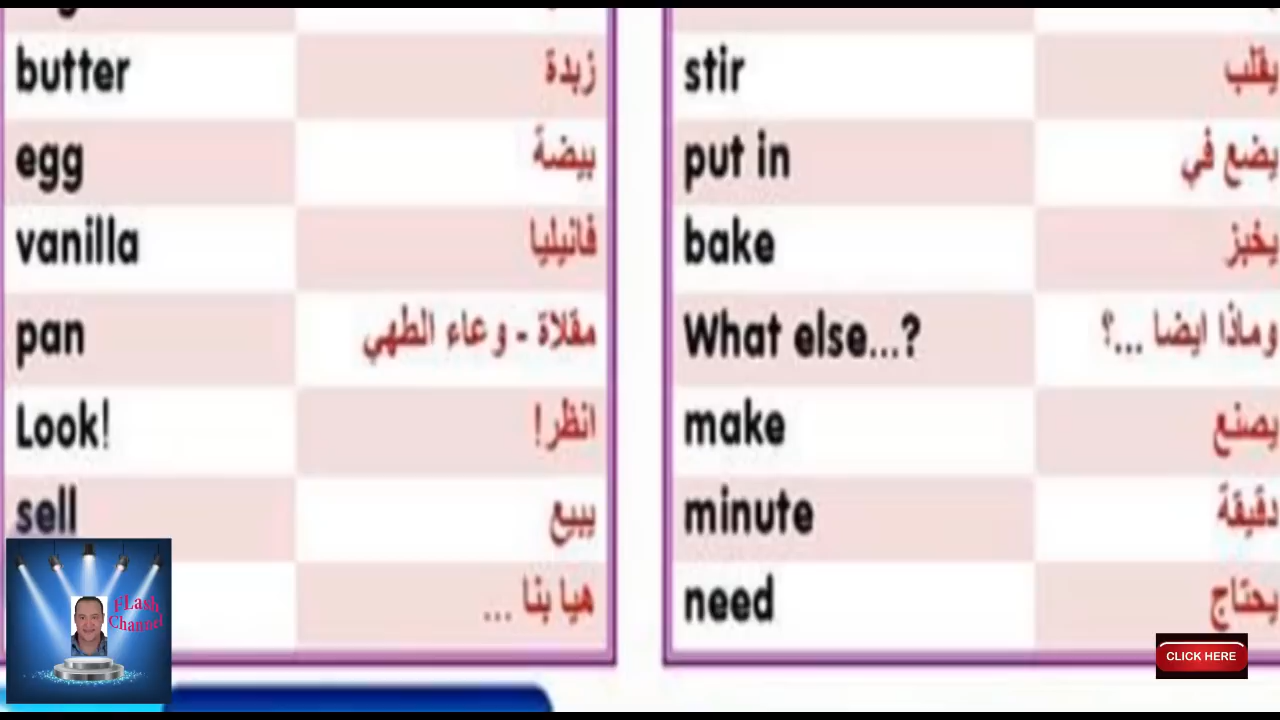 butter زبدة
egg بيضة
vanilla فانيليا
pan مقلاة - وعاء الطهي
Look! انظر!
sell يبيع
هيا بنا ...
stir يقلب
put in يضع في
bake يخبز
What else...? وماذا ايضا ...؟
make يصنع
minute دقيقة
need يحتاج
FLash
Channel
CLICK HERE